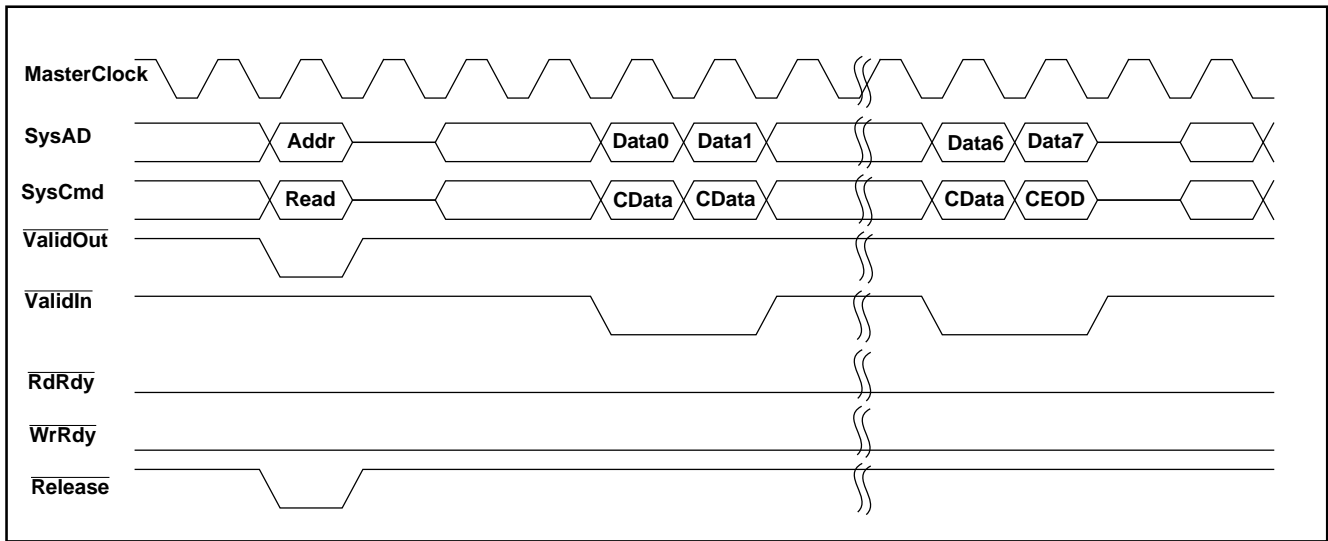 MasterClock
SysAD Addr Data0 Data1 Data6 Data7
SysCmd Read CData CData CData CEOD
ValidOut
ValidIn
RdRdy
WrRdy
Release